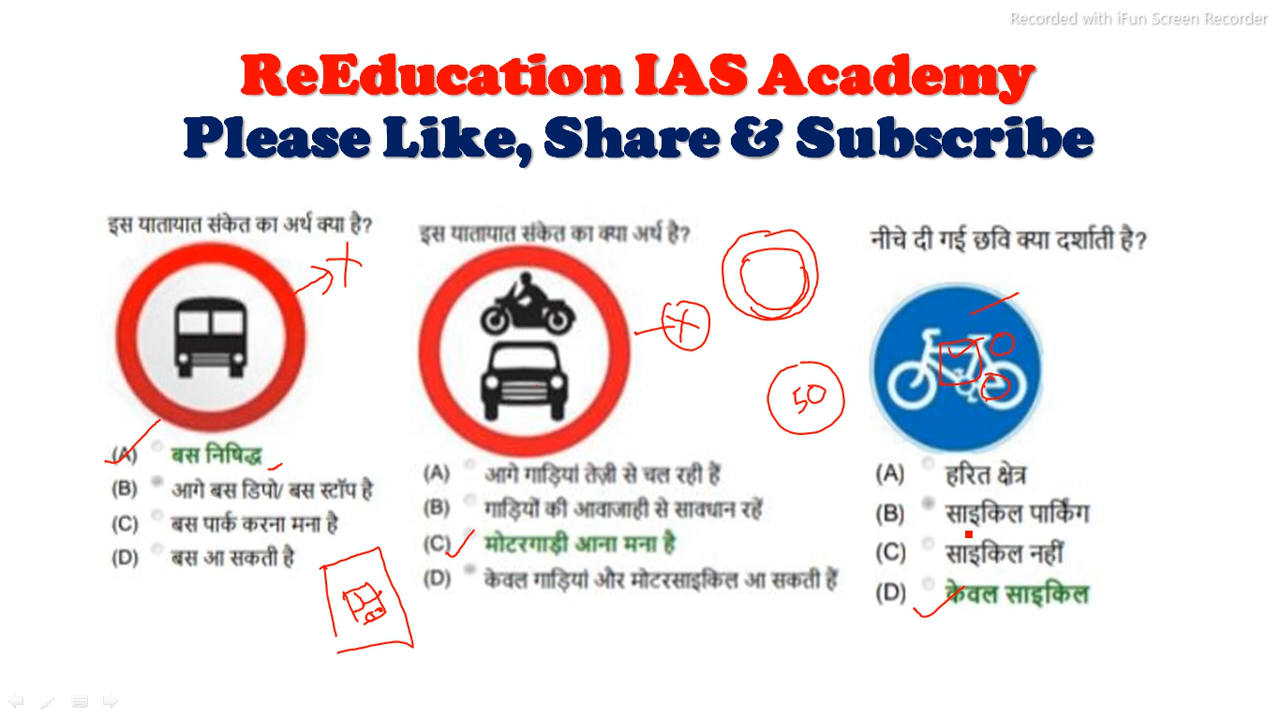 Recorded with iFun Screen Recorder
ReEducation IAS Academy
Please Like, Share & Subscribe
इस यातायात संकेत का अर्थ क्या है?
(A) बस निषिद्ध
(B) आगे बस डिपो/ बस स्टॉप है
(C) बस पार्क करना मना है
(D) बस आ सकती है
इस यातायात संकेत का क्या अर्थ है?
50
(A) आगे गाड़ियां तेज़ी से चल रही हैं
(B) गाड़ियों की आवाजाही से सावधान रहें
(C) मोटरगाड़ी आना मना है
(D) केवल गाड़ियां और मोटरसाइकिल आ सकती हैं
नीचे दी गई छवि क्या दर्शाती है?
(A) हरित क्षेत्र
(B) साइकिल पार्किंग
(C) साइकिल नहीं
(D) केवल साइकिल